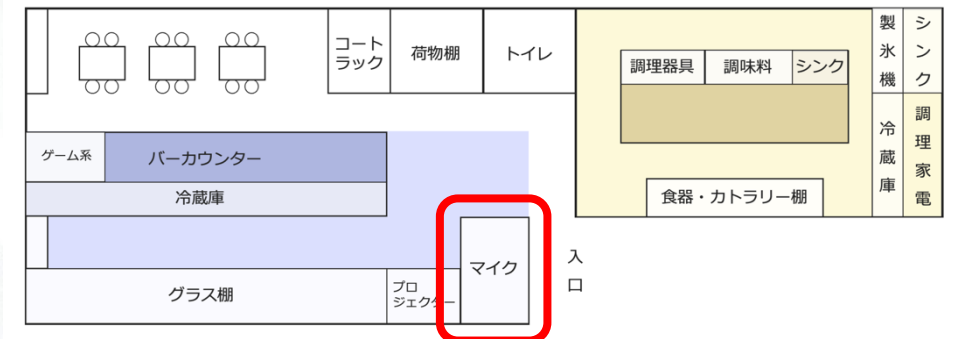 コート
ラック
荷物棚
トイレ
調理器具
調味料
シンク
製氷機
シンク
冷蔵庫
調理家電
ゲーム系
バーカウンター
冷蔵庫
食器・カトラリー棚
グラス棚
プロ
ジェクター
マイク
入口